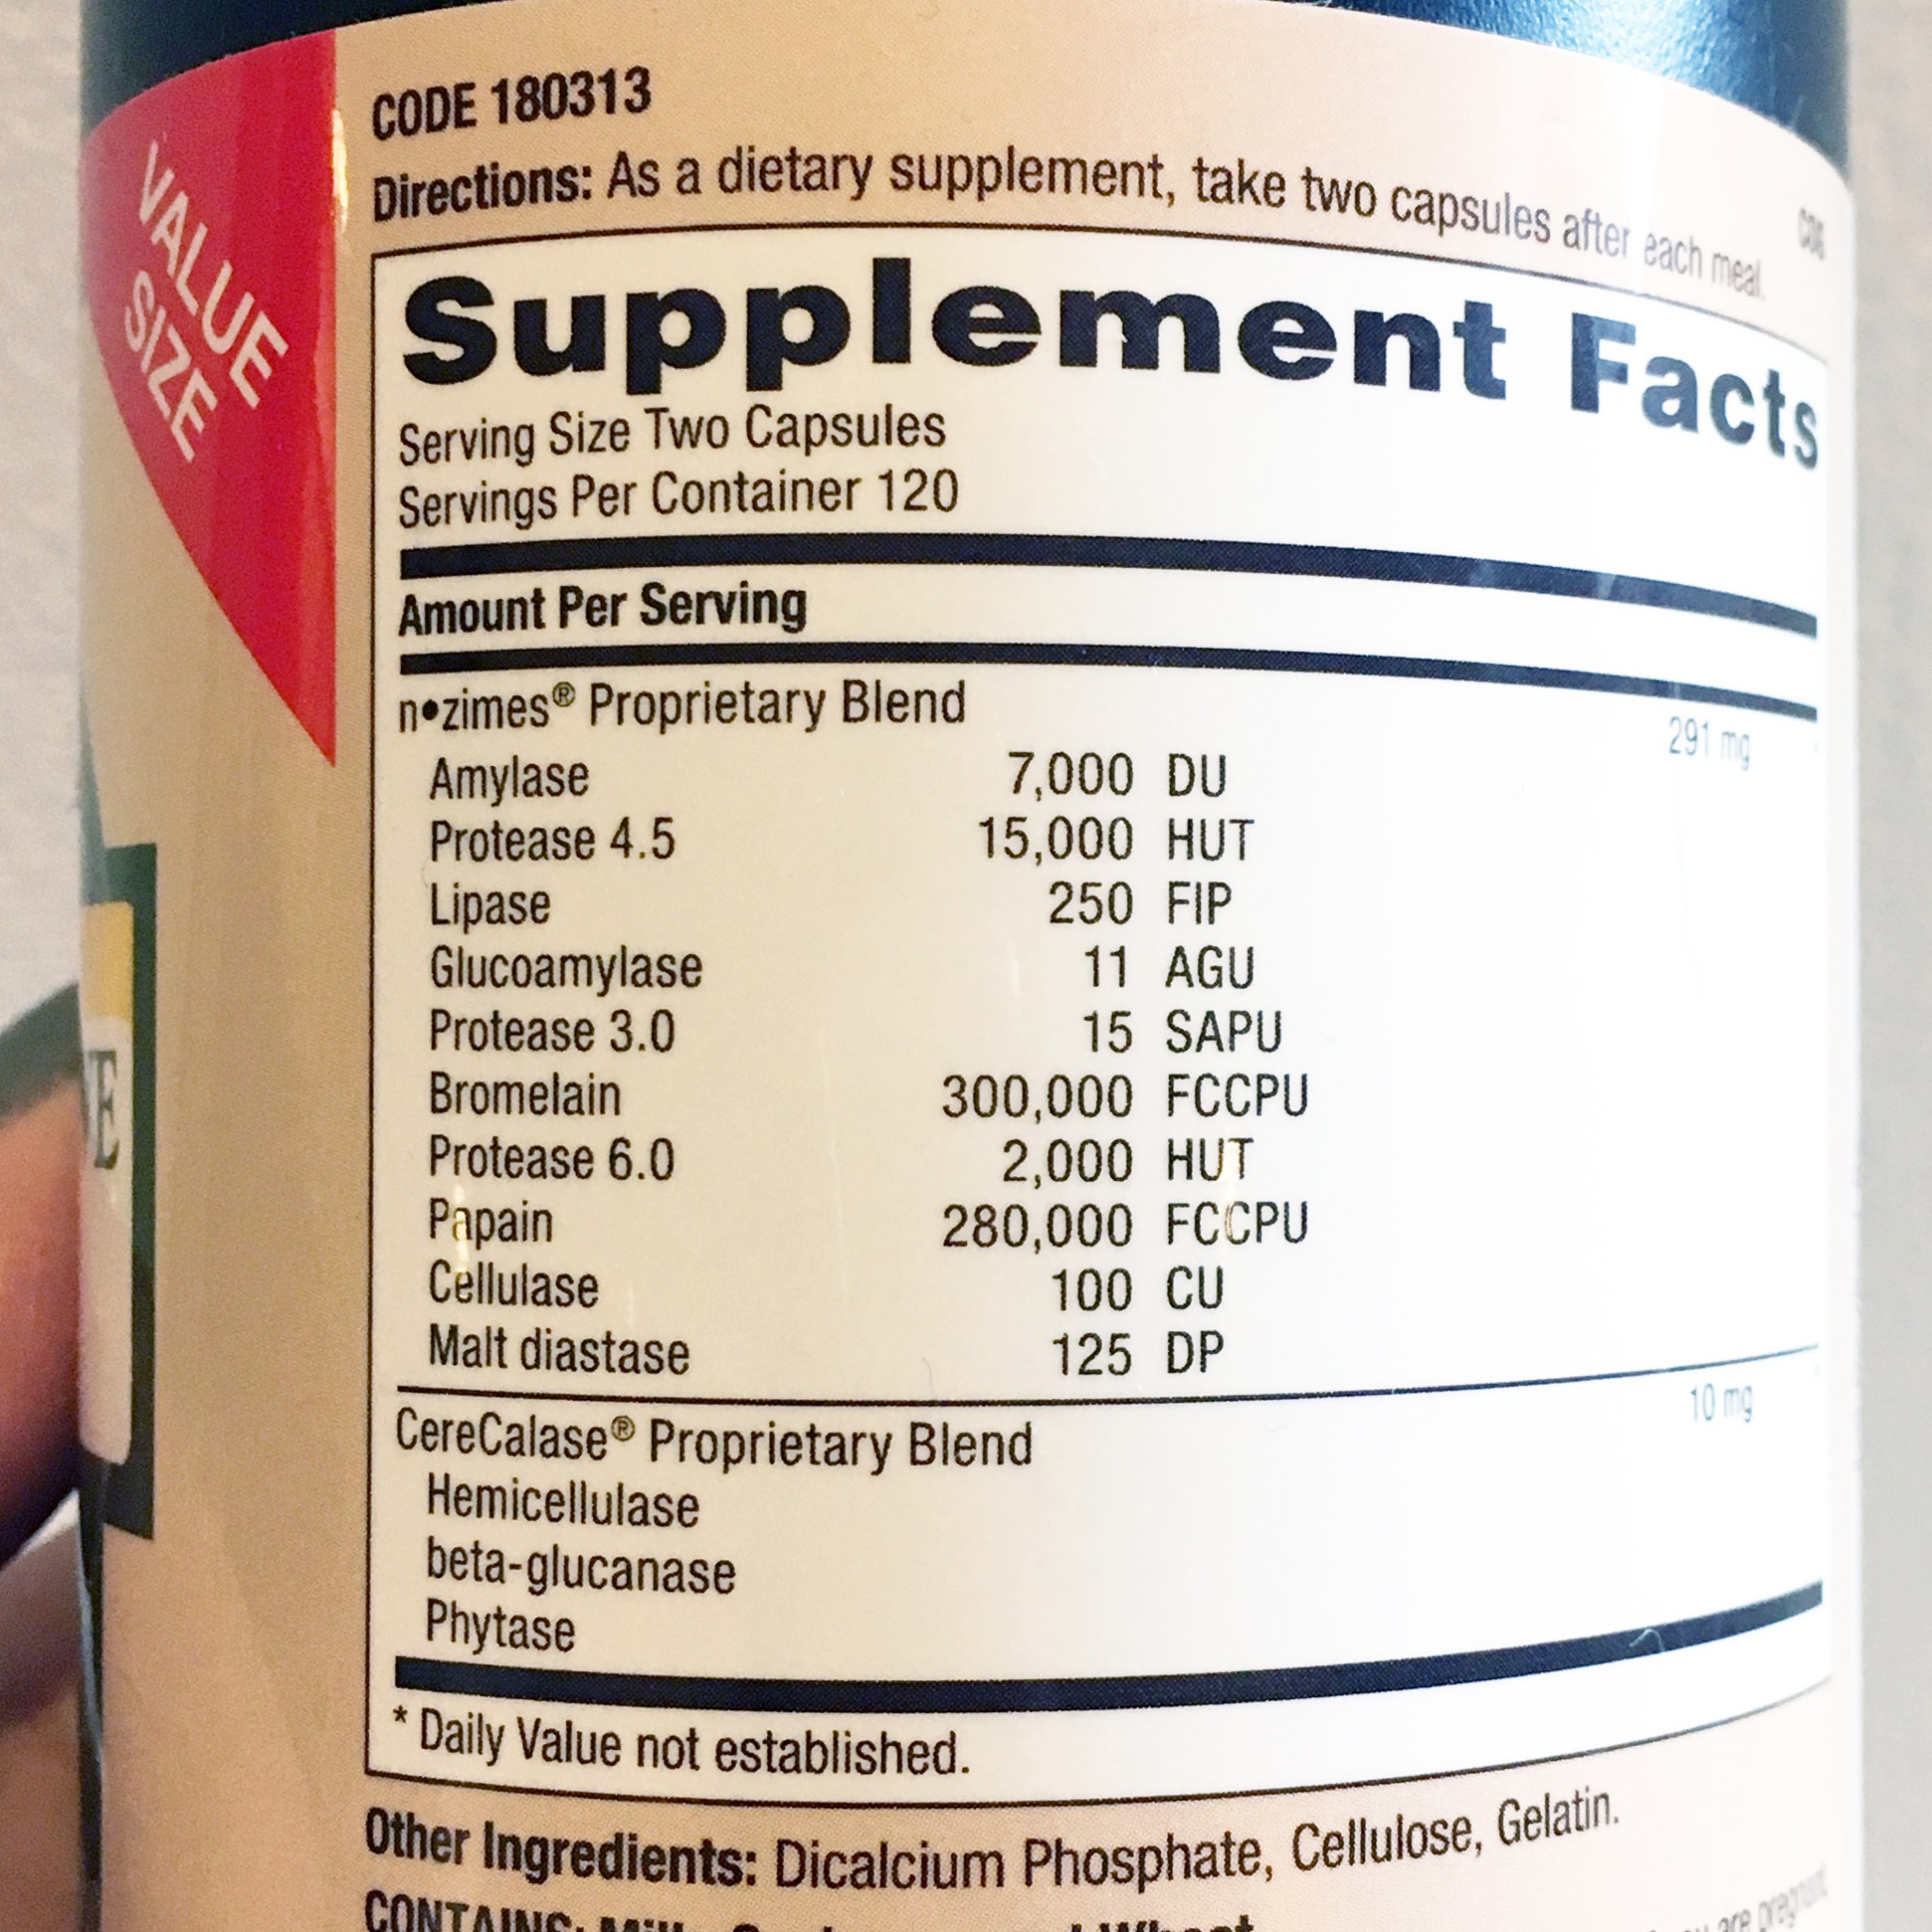 VALUE
SIZE
CODE 180313
Directions: As a dietary supplement, take two capsules after each meal.
Supplement Facts
Serving Size Two Capsules
Servings Per Container 120
Amount Per Serving
n•zimes® Proprietary Blend 291 mg *
Amylase 7,000 DU
Protease 4.5 15,000 HUT
Lipase 250 FIP
Glucoamylase 11 AGU
Protease 3.0 15 SAPU
Bromelain 300,000 FCCPU
Protease 6.0 2,000 HUT
Papain 280,000 FCCPU
Cellulase 100 CU
Malt diastase 125 DP
CereCalase® Proprietary Blend 10 mg *
Hemicellulase
beta-glucanase
Phytase
* Daily Value not established.
Other Ingredients: Dicalcium Phosphate, Cellulose, Gelatin.
CONTAINS: Milk, Wheat
are